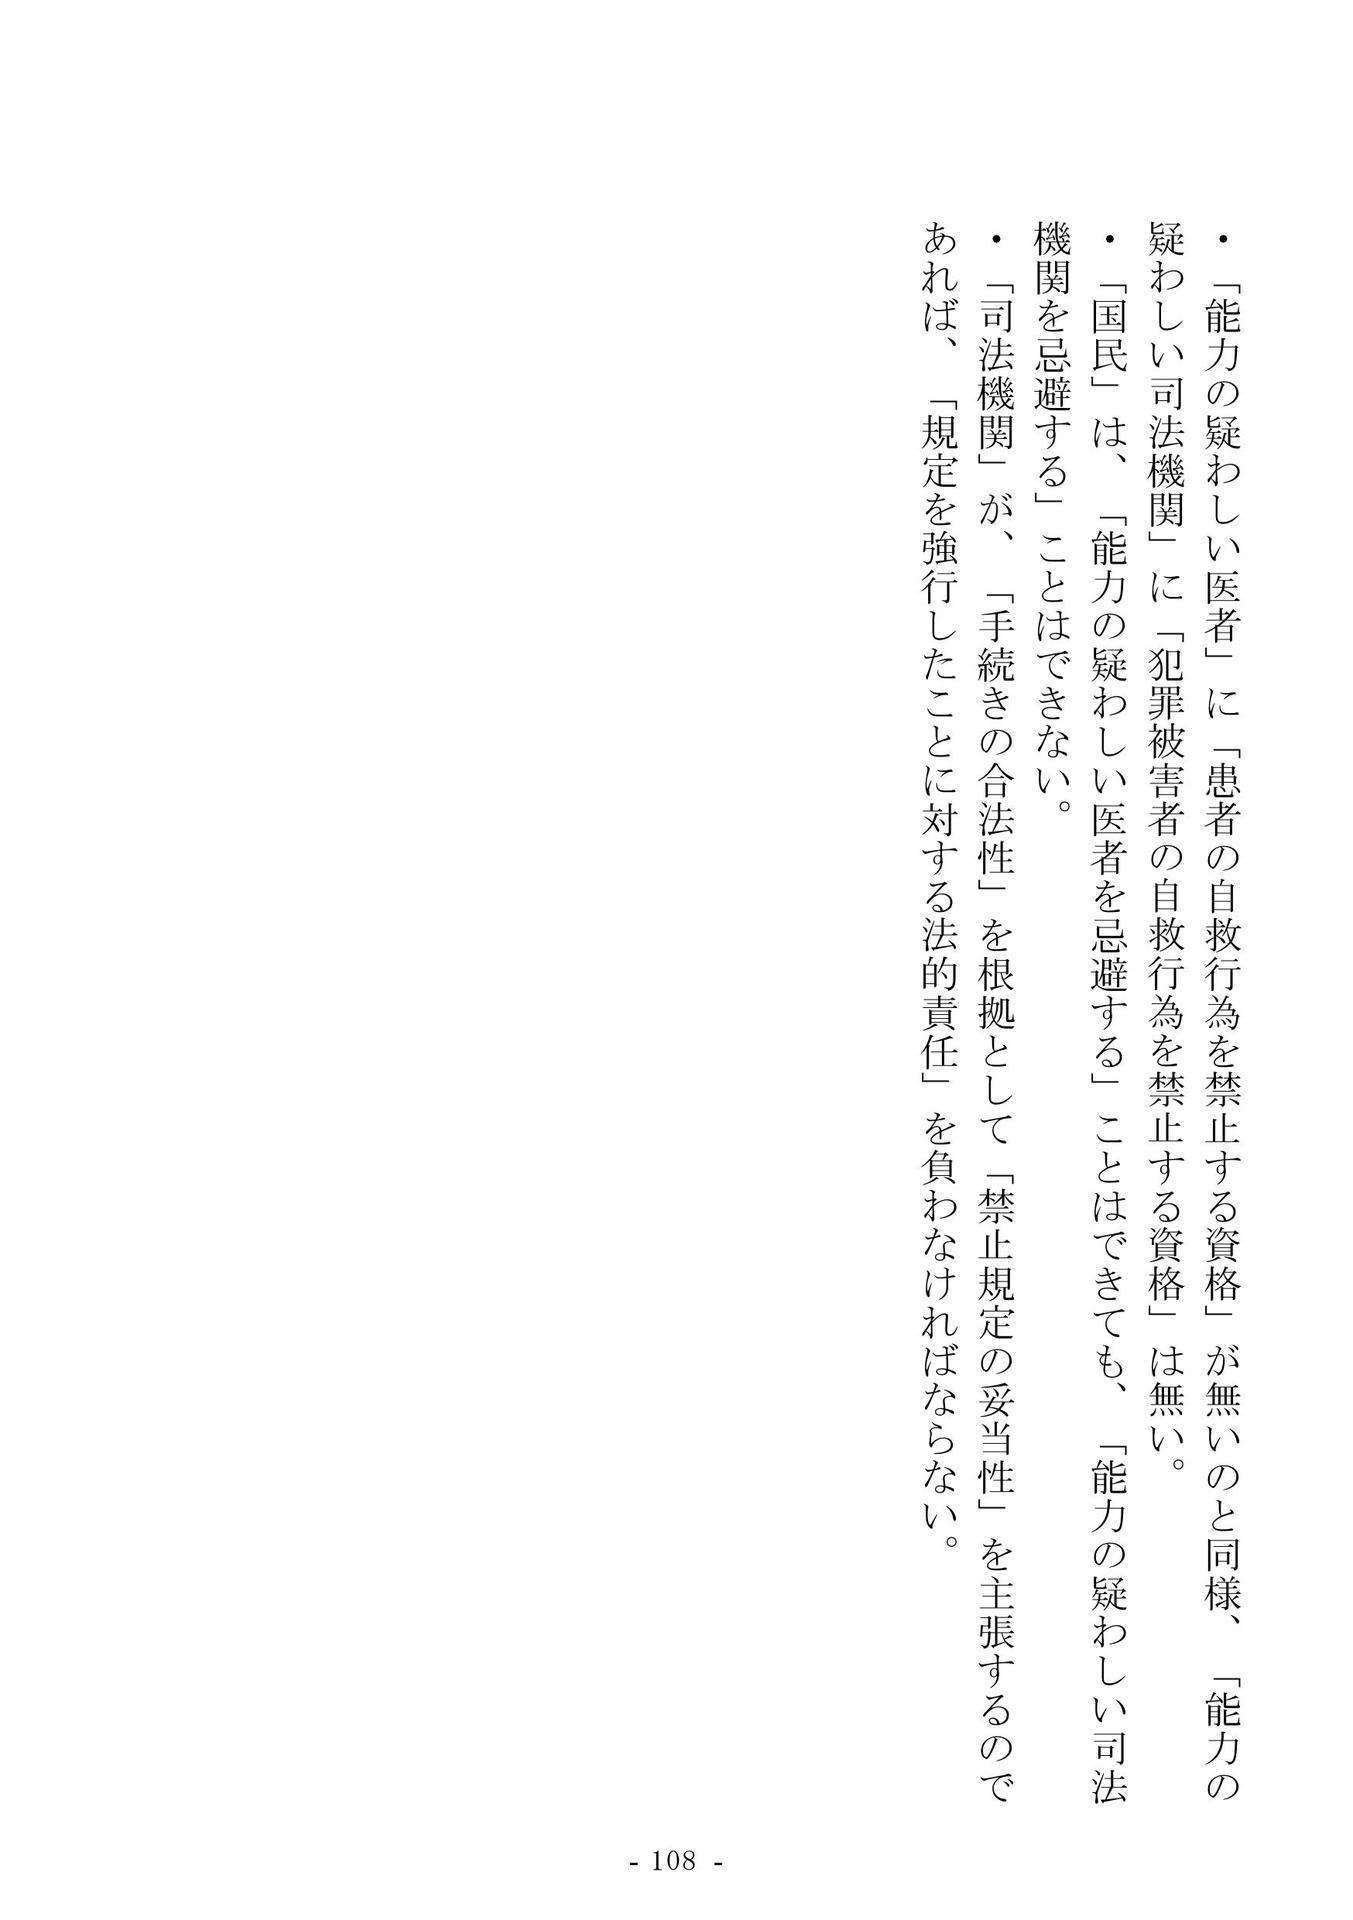 ・「能力の疑わしい医者」に「患者の自救行為を禁止する資格」が無いのと同様、「能力の
疑わしい司法機関」に「犯罪被害者の自救行為を禁止する資格」は無い。
・「国民」は、「能力の疑わしい医者を忌避する」ことはできても、「能力の疑わしい司法
機関を忌避する」ことはできない。
・「司法機関」が、「手続きの合法性」を根拠として「禁止規定の妥当性」を主張するので
あれば、「規定を強行したことに対する法的責任」を負わなければならない。
- 108 -